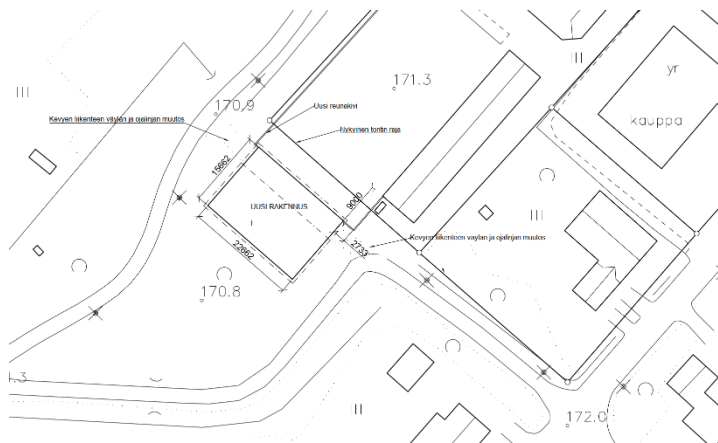 171.3
III
yr
kauppa
III
170.9
Uusi reunakivi
Kevyen liikenteen väylän ja ojalinjan muutos
Nykyinen tontin raja
15662
9000
UUSI RAKENNUS
I
III
Kevyen liikenteen väylän ja ojalinjan muutos
2733
22662
170.8
II
172.0